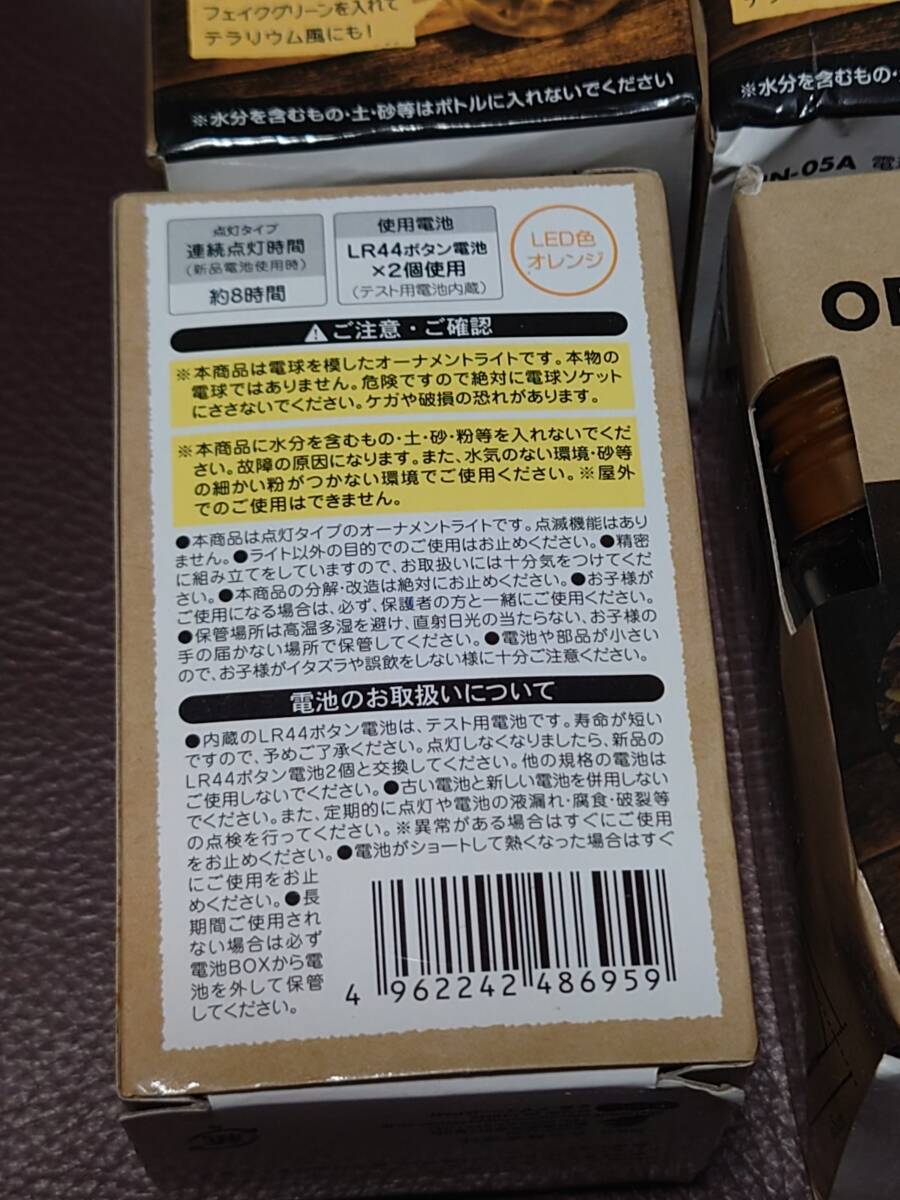 フェイクグリーンを入れて
テラリウム風にも!
※水分を含むもの・土・砂等はボトルに入れないでください
※水分を含むもの・
N-05A
点灯タイプ
連続点灯時間
(新品電池使用時)
約8時間
使用電池
LR44ボタン電池
×2個使用
(テスト用電池内蔵)
LED色
オレンジ
ご注意・ご確認
※本商品は電球を模したオーナメントライトです。本物の
電球ではありません。危険ですので絶対に電球ソケット
にささないでください。ケガや破損の恐れがあります。
※本商品に水分を含むもの・土・砂・粉等を入れないでくだ
さい。故障の原因になります。また、水気のない環境・砂等
の細かい粉がつかない環境でご使用ください。※屋外
でのご使用はできません。
●本商品は点灯タイプのオーナメントライトです。点滅機能はあり
ません。●ライト以外の目的でのご使用はお止めください。●精密
に組み立てをしていますので、お取扱いには十分気をつけてくだ
さい。●本商品の分解・改造は絶対にお止めください。●お子様が
ご使用になる場合は、必ず、保護者の方と一緒にご使用ください。
●保管場所は高温多湿を避け、直射日光の当たらない、お子様の
手の届かない場所で保管してください。●電池や部品が小さい
ので、お子様がイタズラや誤飲をしない様に十分ご注意ください。
電池のお取扱いについて
●内蔵のLR44ボタン電池は、テスト用電池です。寿命が短い
ですので、予めご了承ください。点灯しなくなりましたら、新品の
LR44ボタン電池2個と交換してください。他の規格の電池は
ご使用しないでください。●古い電池と新しい電池を併用しない
でください。また、定期的に点灯や電池の液漏れ・腐食・破裂等
の点検を行ってください。※異常がある場合はすぐにご使用
をお止めください。●電池がショートして熱くなった場合はすぐ
にご使用をお止
めください。●長
期間ご使用され
ない場合は必ず
電池BOXから電
池を外して保管
してください。
4 962242 486959